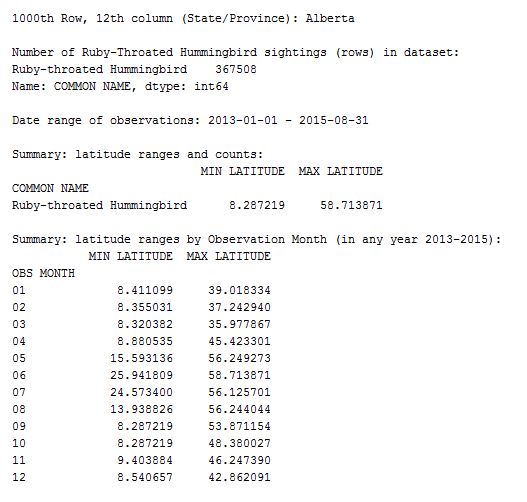 1000th Row, 12th column (State/Province): Alberta
Number of Ruby-Throated Hummingbird sightings (rows) in dataset:
Ruby-throated Hummingbird    367508
Name: COMMON NAME, dtype: int64
Date range of observations: 2013-01-01 - 2015-08-31
Summary: latitude ranges and counts:
MIN LATITUDE  MAX LATITUDE
COMMON NAME
Ruby-throated Hummingbird      8.287219     58.713871
Summary: latitude ranges by Observation Month (in any year 2013-2015):
MIN LATITUDE  MAX LATITUDE
OBS MONTH
01             8.411099     39.018334
02             8.355031     37.242940
03             8.320382     35.977867
04             8.880535     45.423301
05            15.593136     56.249273
06            25.941809     58.713871
07            24.573400     56.125701
08            13.938826     56.244044
09             8.287219     53.871154
10             8.287219     48.380027
11             9.403884     46.247390
12             8.540657     42.862091